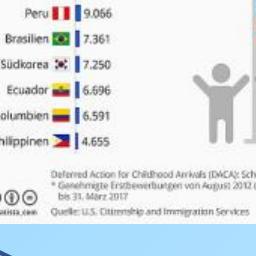 Peru 9.066
Brasilien 7.361
Südkorea 7.250
Ecuador 6.696
olumbien 6.591
hilippinen 4.655
Deferred Action for Childhood Arrivals (DACA): Sch
* Genehmigte Erstbewerbungen von August 2012 (
bis 31. März 2017
Quelle: U.S. Citizenship and Immigration Services